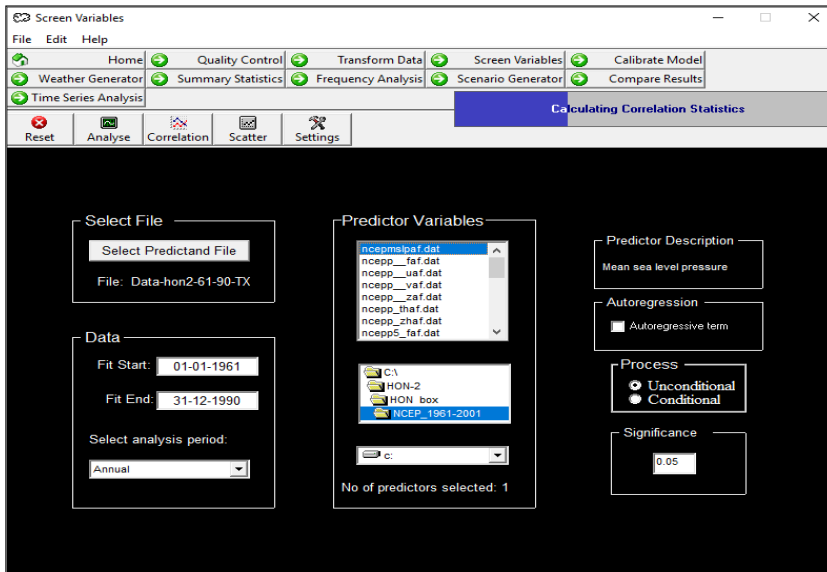 Screen Variables
File Edit Help
Home Quality Control Transform Data Screen Variables Calibrate Model
Weather Generator Summary Statistics Frequency Analysis Scenario Generator Compare Results
Time Series Analysis
Calculating Correlation Statistics
Reset Analyse Correlation Scatter Settings
Select File
Select Predictand File
File: Data-hon2-61-90-TX
Data
Fit Start: 01-01-1961
Fit End: 31-12-1990
Select analysis period:
Annual
Predictor Variables
ncepmslpaf.dat
ncepp__faf.dat
ncepp__uaf.dat
ncepp__vaf.dat
ncepp__zaf.dat
ncepp_thaf.dat
ncepp_zhaf.dat
ncepp5_faf.dat
C:\
HON-2
HON_box
NCEP_1961-2001
c:
No of predictors selected: 1
Predictor Description
Mean sea level pressure
Autoregression
Autoregressive term
Process
Unconditional
Conditional
Significance
0.05